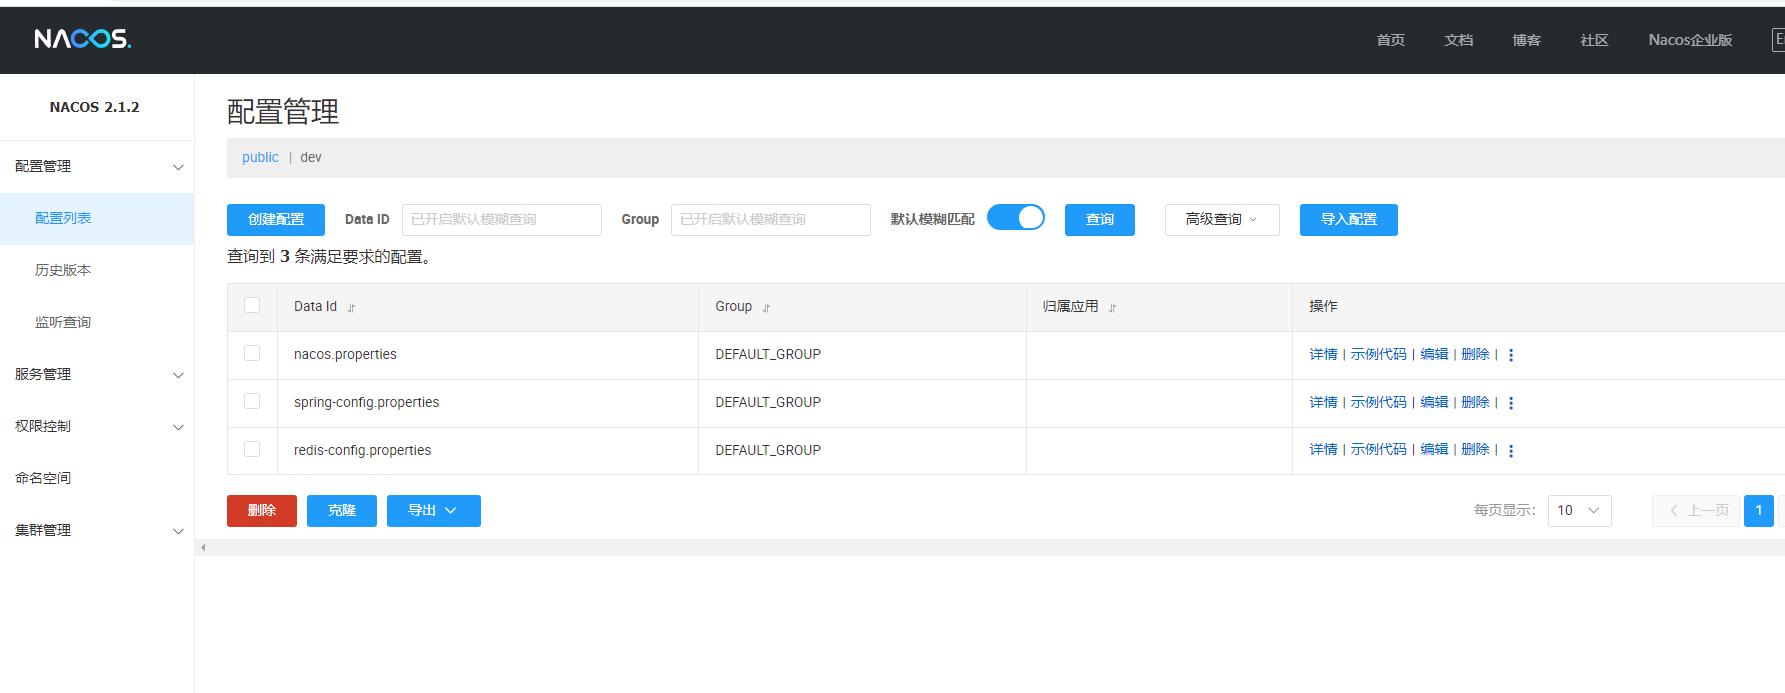 NACOS.
首页 文档 博客 社区 Nacos企业版
NACOS 2.1.2
配置管理
配置列表
历史版本
监听查询
服务管理
权限控制
命名空间
集群管理
配置管理
public | dev
创建配置 Data ID 已开启默认模糊查询 Group 已开启默认模糊查询 默认模糊匹配 查询 高级查询 导入配置
查询到 3 条满足要求的配置。
Data Id Group 归属应用 操作
nacos.properties DEFAULT_GROUP 详情 | 示例代码 | 编辑 | 删除 |
spring-config.properties DEFAULT_GROUP 详情 | 示例代码 | 编辑 | 删除 |
redis-config.properties DEFAULT_GROUP 详情 | 示例代码 | 编辑 | 删除 |
删除 克隆 导出 每页显示: 10 上一页 1